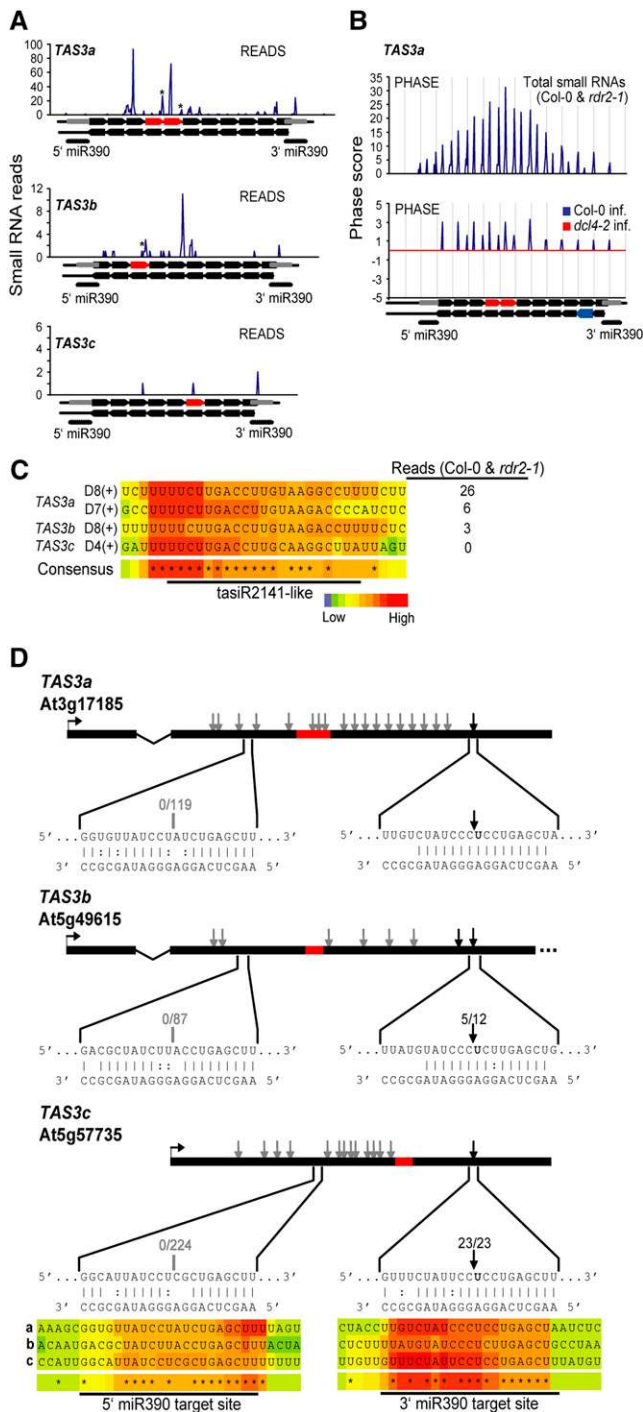 A
TAS3a
READS
100
80
60
40
20
0
*
*
5' miR390
3' miR390
TAS3b
READS
12
8
4
0
*
5' miR390
3' miR390
Small RNA reads
TAS3c
READS
6
4
2
0
5' miR390
3' miR390
B
TAS3a
PHASE
Total small RNAs
(Col-0 & rdr2-1)
35
30
25
20
15
10
5
0
Phase score
PHASE
Col-0 inf.
dcl4-2 inf.
5
3
1
-1
-3
-5
5' miR390
3' miR390
C
Reads (Col-0 & rdr2-1)
TAS3a D8(+) UCUUUUUCUUGACCUUGUAAGGCCUUUUCUU 26
D7(+) GCCUUUUCUUGACCUUGUAAGACCCCAUCUC 6
TAS3b D8(+) UUUUUUUCUUGACCUUGUAAGACCUUUUCUC 3
TAS3c D4(+) GAUUUUUCUUGACCUUGCAAGGCUUAUUAGU 0
Consensus
tasiR2141-like
Low High
D
TAS3a
At3g17185
0/119
5' ...GGUGUUAUCCUAUCUGAGCUU...3'
3' CCGCGAUAGGGAGGACUCGAA 5'
5' ...UUGUCUAUCCCUCCUGAGCUA...3'
3' CCGCGAUAGGGAGGACUCGAA 5'
TAS3b
At5g49615
0/87
5' ...GACGCUAUCUUACCUGAGCUU...3'
3' CCGCGAUAGGGAGGACUCGAA 5'
5/12
5' ...UUAUGUAUCCCUCUUGAGCUG...3'
3' CCGCGAUAGGGAGGACUCGAA 5'
TAS3c
At5g57735
0/224
5' ...GGCAUUAUCCUCGCUGAGCUU...3'
3' CCGCGAUAGGGAGGACUCGAA 5'
23/23
5' ...GUUUCUAUUCCUCCUGAGCUU...3'
3' CCGCGAUAGGGAGGACUCGAA 5'
a AAAGCGGUGUUAUCCUAUCUGAGCUUUUAGU
b ACAAUGACGCUAUCUUACCUGAGCUUUACUA
c CCAUUGGCAUUAUCCUCGCUGAGCUUUUUUU
5' miR390 target site
CUACCUUGUCUAUCCCUCCUGAGCUAAUCUC
CUCUUUUAUGUAUCCCUCUUGAGCUGCCUAA
UUGUUGUUUCUAUUCCUCCUGAGCUUUAUGU
3' miR390 target site